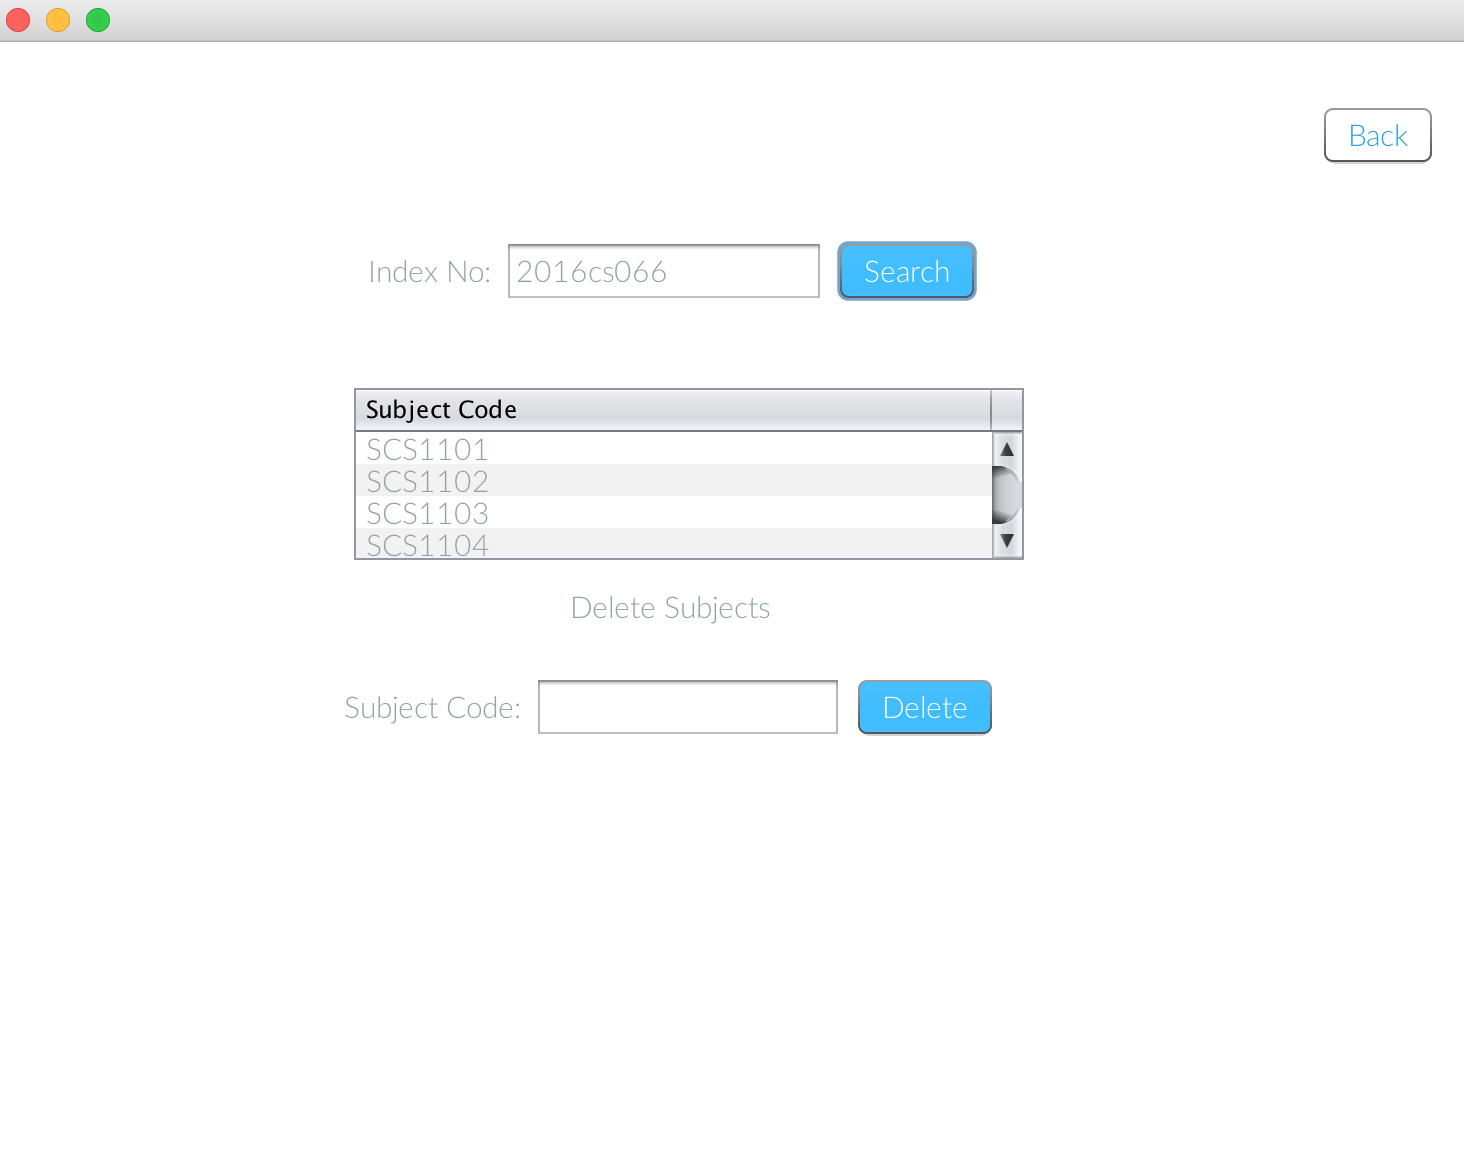 Back
Index No: 2016cs066 Search
Subject Code
SCS1101
SCS1102
SCS1103
SCS1104
Delete Subjects
Subject Code: Delete